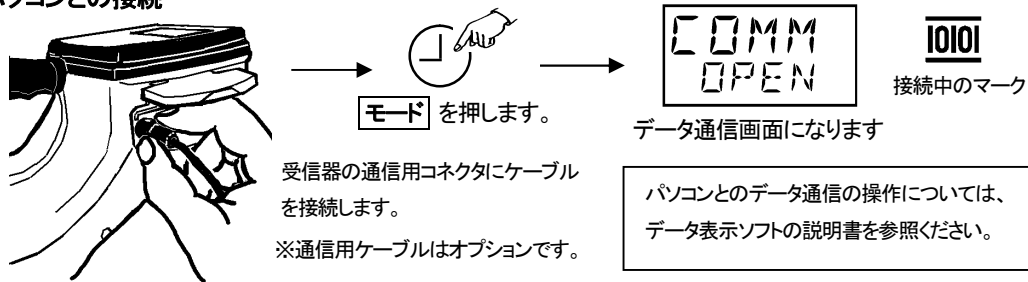 パソコンとの接続
モード を押します。
COMM
OPEN
10101
接続中のマーク
データ通信画面になります
受信器の通信用コネクタにケーブル
を接続します。
※通信用ケーブルはオプションです。
パソコンとのデータ通信の操作については、
データ表示ソフトの説明書を参照ください。